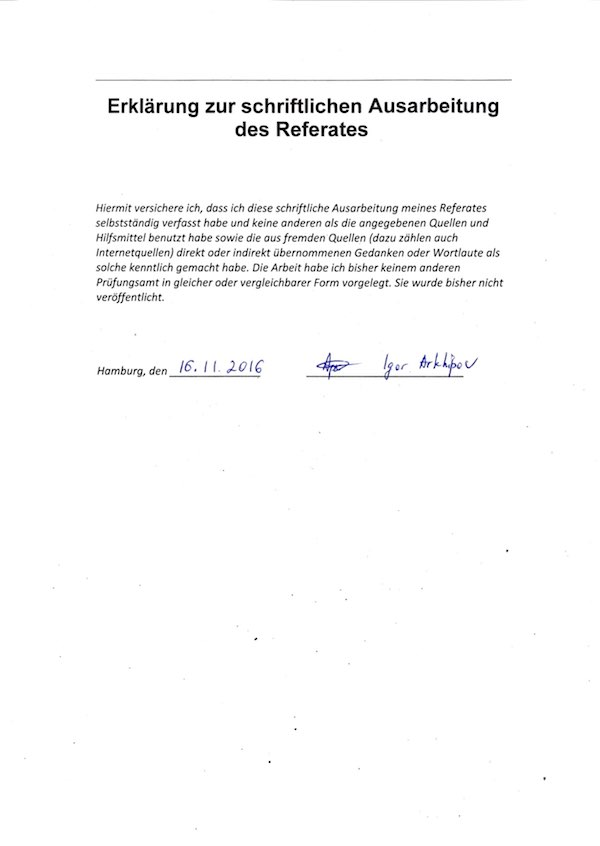 Erklärung zur schriftlichen Ausarbeitung
des Referates
Hiermit versichere ich, dass ich diese schriftliche Ausarbeitung meines Referates
selbstständig verfasst habe und keine anderen als die angegebenen Quellen und
Hilfsmittel benutzt habe sowie die aus fremden Quellen (dazu zählen auch
Internetquellen) direkt oder indirekt übernommenen Gedanken oder Wortlaute als
solche kenntlich gemacht habe. Die Arbeit habe ich bisher keinem anderen
Prüfungsamt in gleicher oder vergleichbarer Form vorgelegt. Sie wurde bisher nicht
veröffentlicht.
Hamburg, den 16.11.2016 Igor Arkhipov